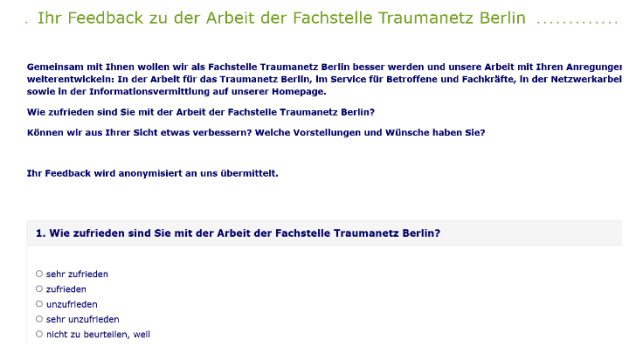 . Ihr Feedback zu der Arbeit der Fachstelle Traumanetz Berlin .............
Gemeinsam mit Ihnen wollen wir als Fachstelle Traumanetz Berlin besser werden und unsere Arbeit mit Ihren Anregungen
weiterentwickeln: In der Arbeit für das Traumanetz Berlin, im Service für Betroffene und Fachkräfte, in der Netzwerkarbei
sowie in der Informationsvermittlung auf unserer Homepage.
Wie zufrieden sind Sie mit der Arbeit der Fachstelle Traumanetz Berlin?
Können wir aus Ihrer Sicht etwas verbessern? Welche Vorstellungen und Wünsche haben Sie?
Ihr Feedback wird anonymisiert an uns übermittelt.
1. Wie zufrieden sind Sie mit der Arbeit der Fachstelle Traumanetz Berlin?
sehr zufrieden
zufrieden
unzufrieden
sehr unzufrieden
nicht zu beurteilen, weil